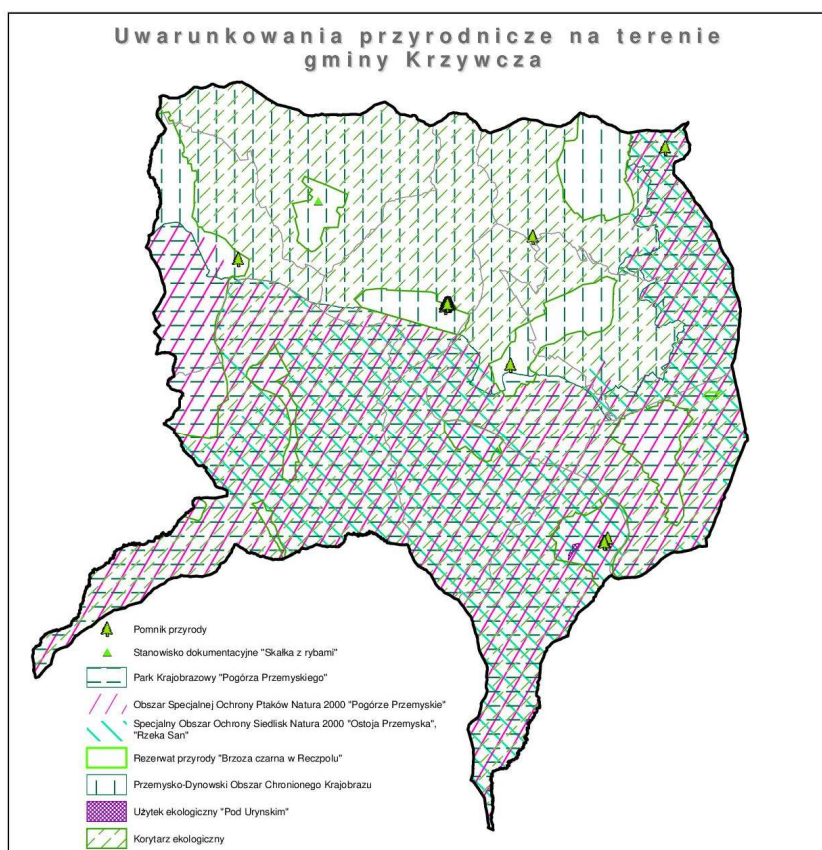 Uwarunkowania przyrodnicze na terenie
gminy Krzywcza
Pomnik przyrody
Stanowisko dokumentacyjne "Skałka z rybami"
Park Krajobrazowy "Pogórza Przemyskiego"
Obszar Specjalnej Ochrony Ptaków Natura 2000 "Pogórze Przemyskie"
Specjalny Obszar Ochrony Siedlisk Natura 2000 "Ostoja Przemyska",
"Rzeka San"
Rezerwat przyrody "Brzoza czarna w Reczpolu"
Przemysko-Dynowski Obszar Chronionego Krajobrazu
Użytek ekologiczny "Pod Urynskim"
Korytarz ekologiczny